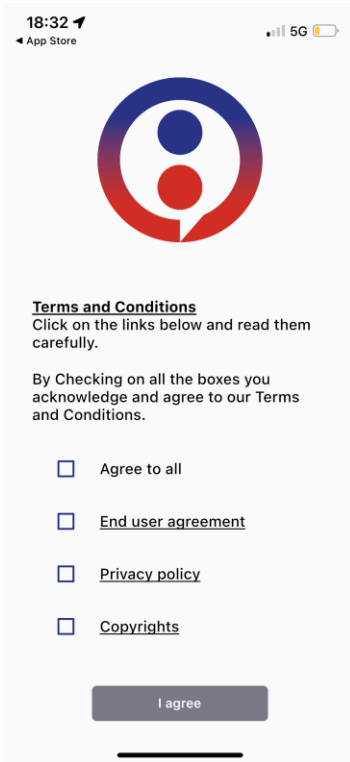 18:32
5G
App Store
Terms and Conditions
Click on the links below and read them
carefully.
By Checking on all the boxes you
acknowledge and agree to our Terms
and Conditions.
Agree to all
End user agreement
Privacy policy
Copyrights
I agree